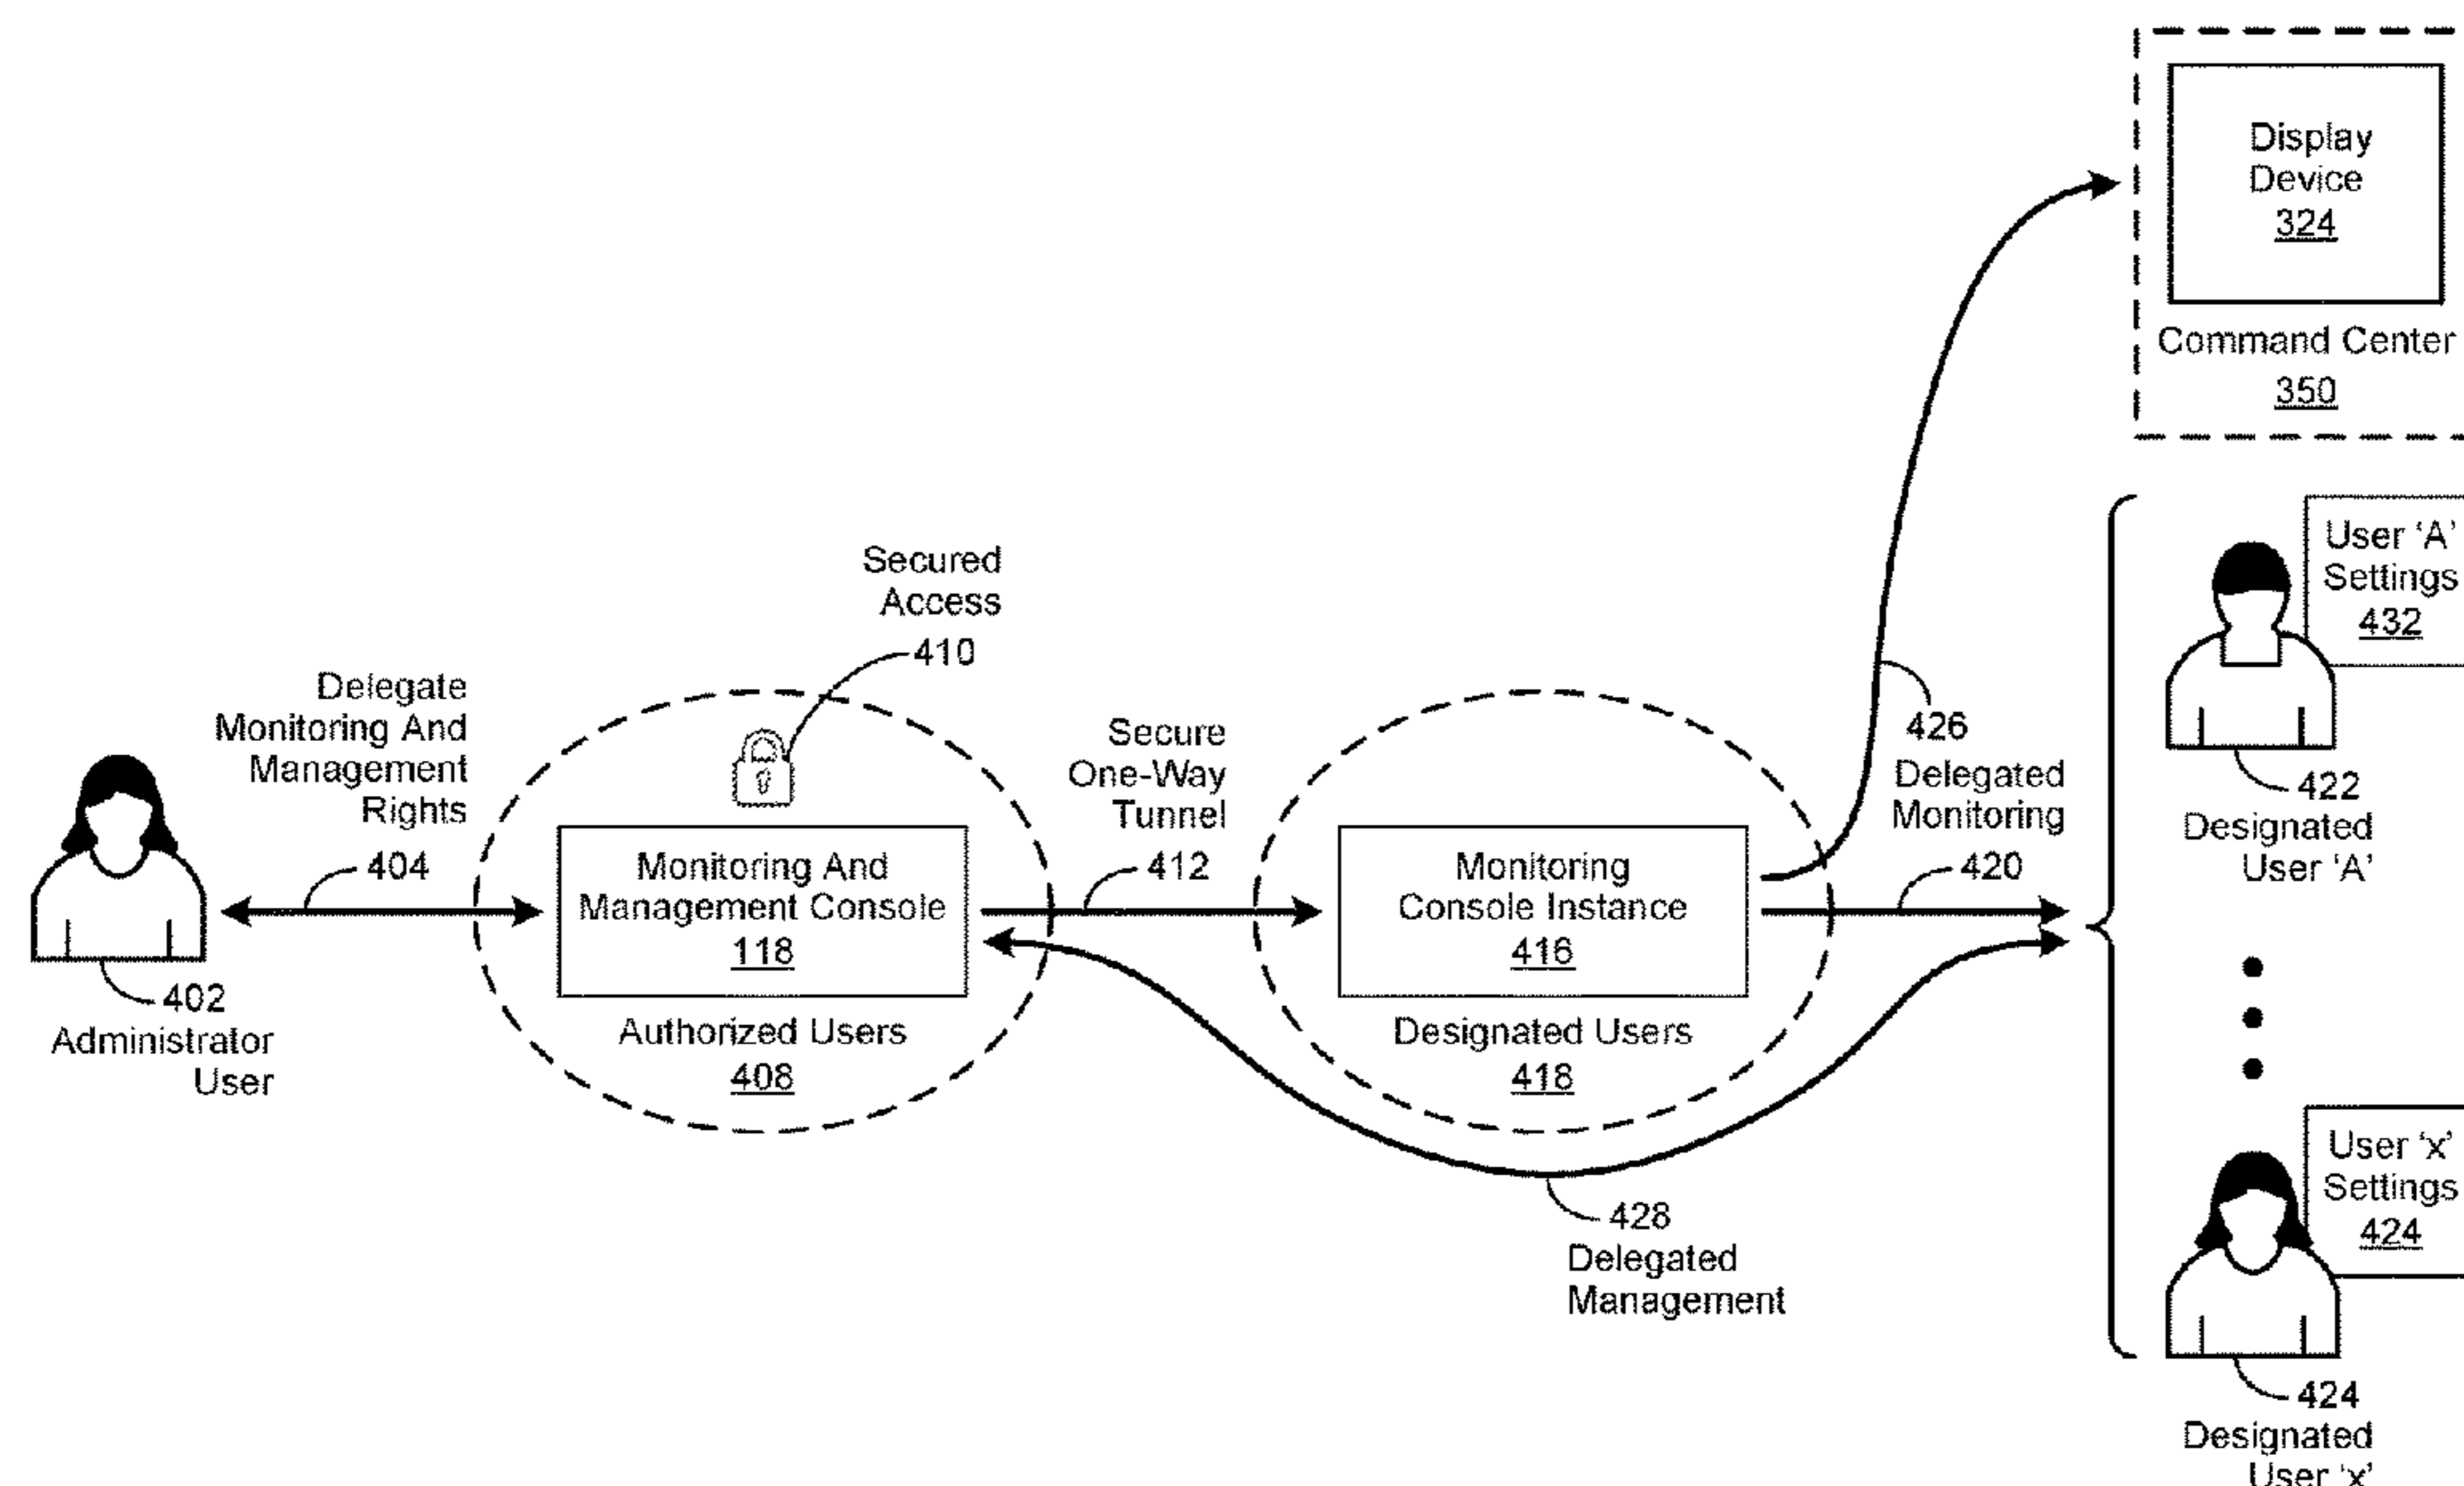 Display
Device
324
Command Center
350
User ‘A’
Settings
432
422
Designated
User ‘A’
Secured
Access
410
Delegate
Monitoring And
Management
Rights
404
402
Administrator
User
Monitoring And
Management Console
118
Authorized Users
408
Secure
One-Way
Tunnel
412
Monitoring
Console Instance
416
Designated Users
418
426
Delegated
Monitoring
420
428
Delegated
Management
User ‘x’
Settings
424
424
Designated
User ‘x’